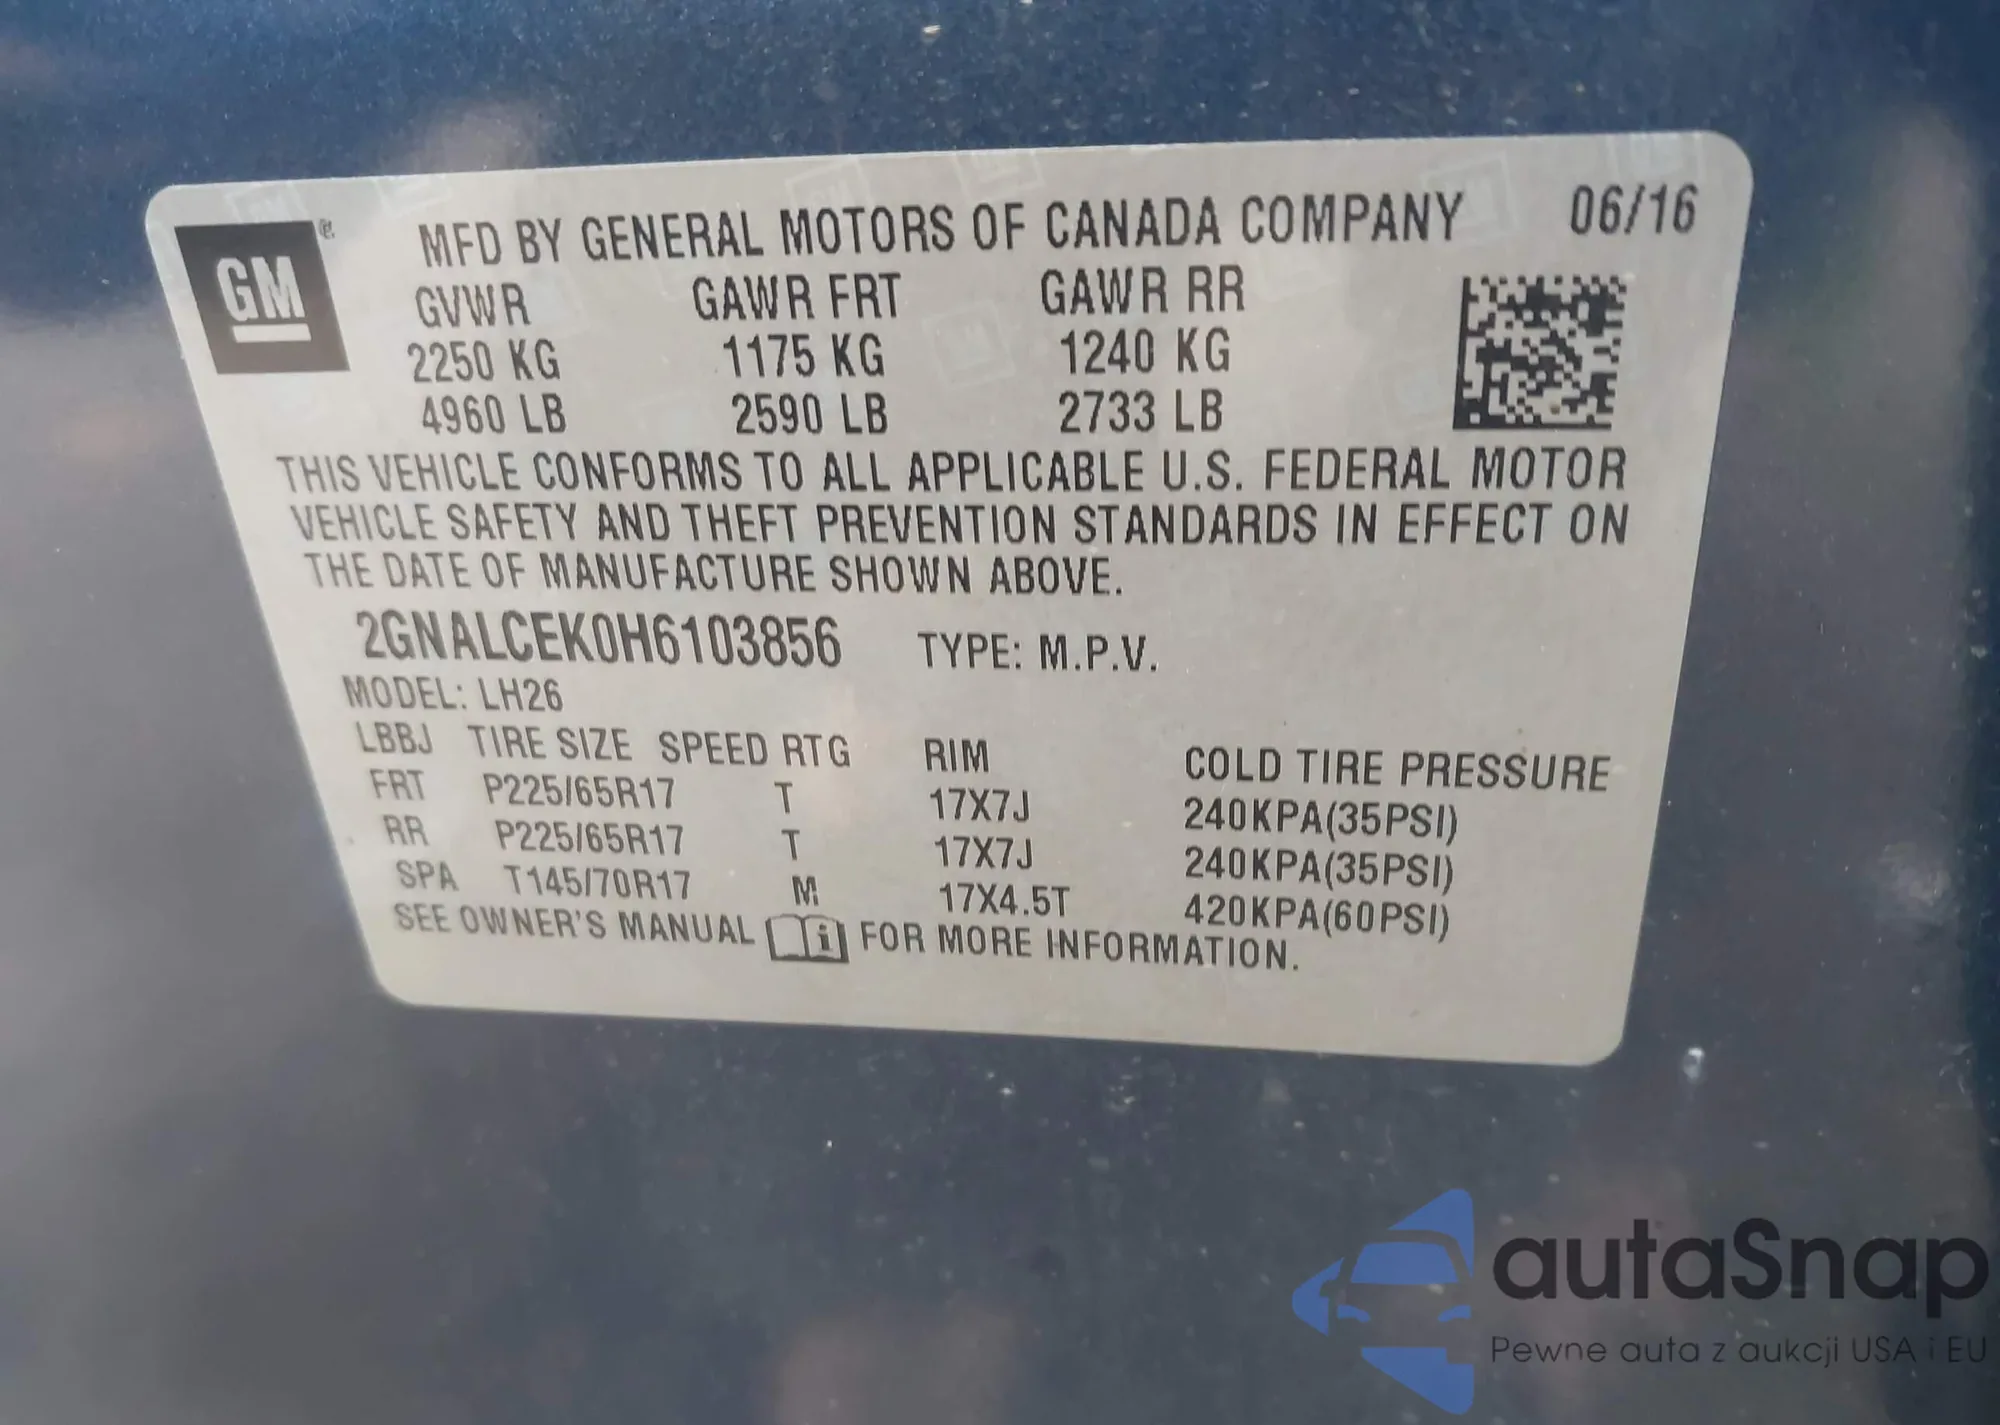 GM
MFD BY GENERAL MOTORS OF CANADA COMPANY 06/16
GVWR GAWR FRT GAWR RR
2250 KG 1175 KG 1240 KG
4960 LB 2590 LB 2733 LB
THIS VEHICLE CONFORMS TO ALL APPLICABLE U.S. FEDERAL MOTOR
VEHICLE SAFETY AND THEFT PREVENTION STANDARDS IN EFFECT ON
THE DATE OF MANUFACTURE SHOWN ABOVE.
2GNALCEK0H6103856 TYPE: M.P.V.
MODEL: LH26
LBBJ TIRE SIZE SPEED RTG RIM COLD TIRE PRESSURE
FRT P225/65R17 T 17X7J 240KPA(35PSI)
RR P225/65R17 T 17X7J 240KPA(35PSI)
SPA T145/70R17 M 17X4.5T 420KPA(60PSI)
SEE OWNER'S MANUAL i FOR MORE INFORMATION.
autaSnap
Pewne auta z aukcji USA i EU